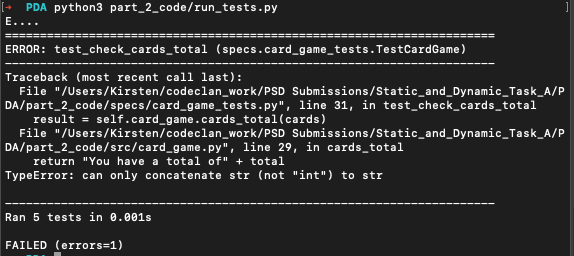 [→  PDA python3 part_2_code/run_tests.py
E....
======================================================================
ERROR: test_check_cards_total (specs.card_game_tests.TestCardGame)
----------------------------------------------------------------------
Traceback (most recent call last):
  File "/Users/Kirsten/codeclan_work/PSD Submissions/Static_and_Dynamic_Task_A/P
DA/part_2_code/specs/card_game_tests.py", line 31, in test_check_cards_total
    result = self.card_game.cards_total(cards)
  File "/Users/Kirsten/codeclan_work/PSD Submissions/Static_and_Dynamic_Task_A/P
DA/part_2_code/src/card_game.py", line 29, in cards_total
    return "You have a total of" + total
TypeError: can only concatenate str (not "int") to str

----------------------------------------------------------------------
Ran 5 tests in 0.001s

FAILED (errors=1)